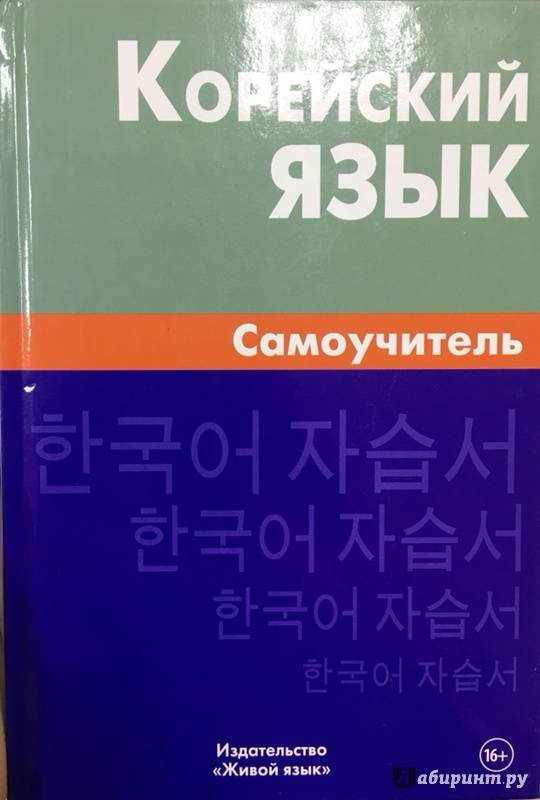 Корейский
язык
Самоучитель
한국어 자습서
한국어 자습서
한국어 자습서
한국어 자습서
Издательство
«Живой язык»
16+
Лабиринт.ру